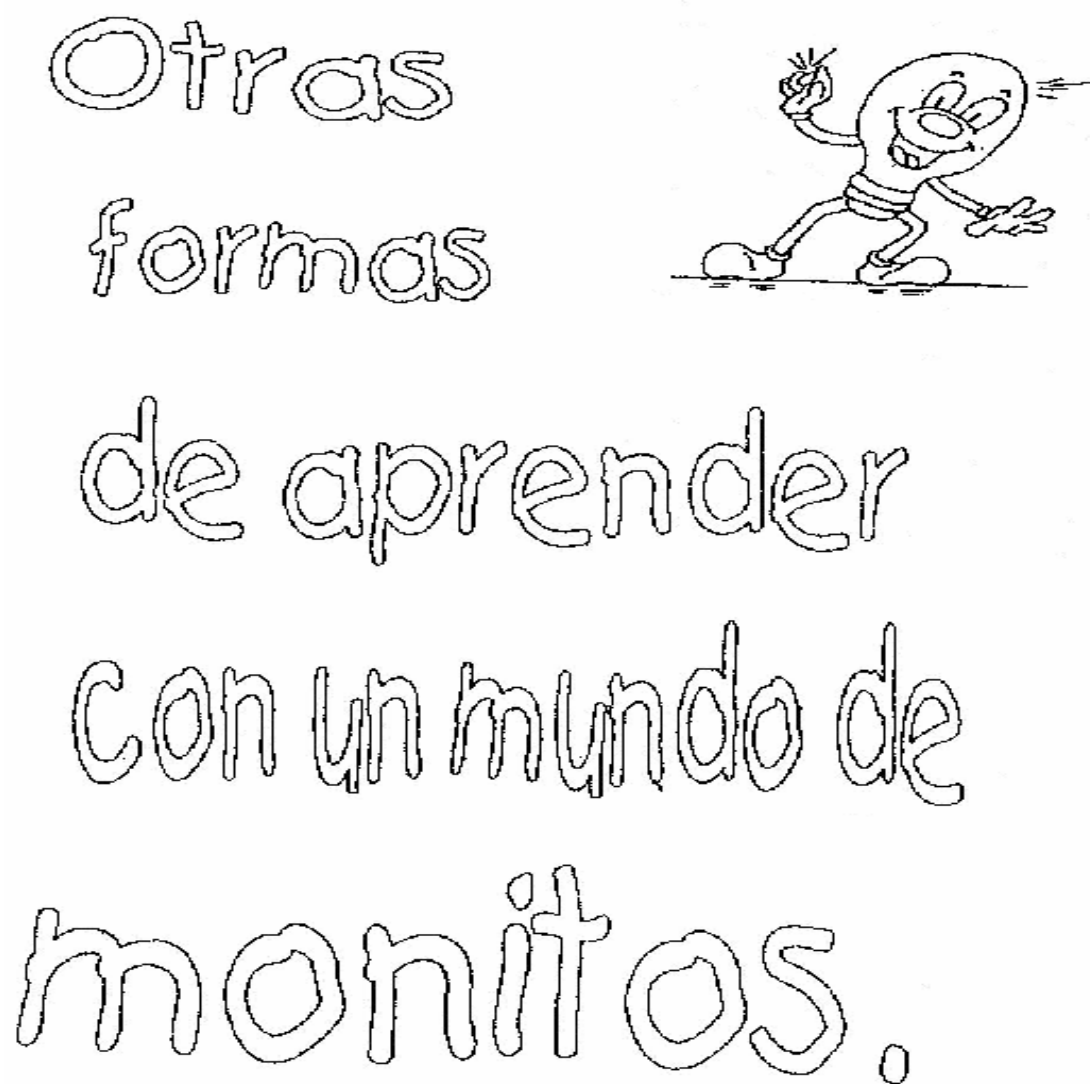 Otras
formas
de aprender
con un mundo de
monitos.